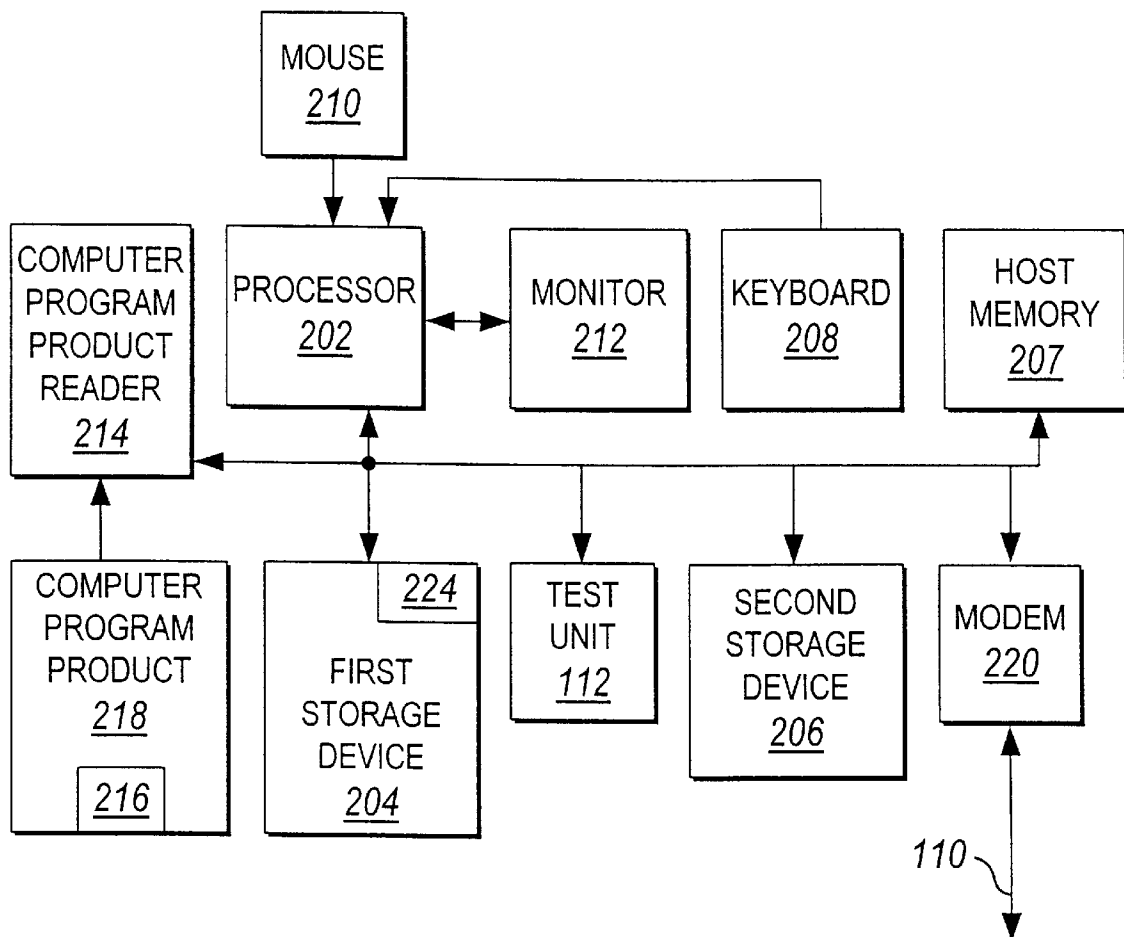 MOUSE
210
COMPUTER
PROGRAM
PRODUCT
READER
214
PROCESSOR
202
MONITOR
212
KEYBOARD
208
HOST
MEMORY
207
COMPUTER
PROGRAM
PRODUCT
218
216
224
FIRST
STORAGE
DEVICE
204
TEST
UNIT
112
SECOND
STORAGE
DEVICE
206
MODEM
220
110